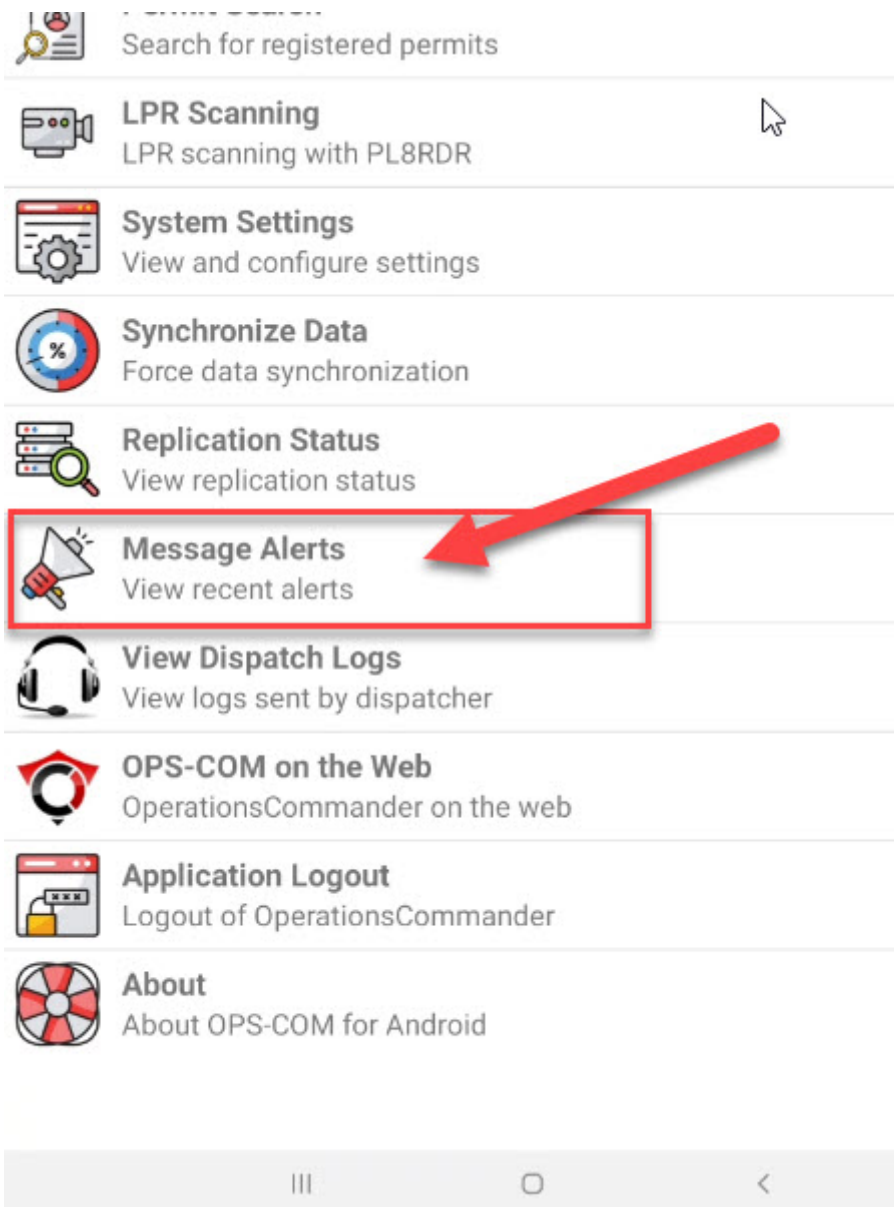 Permit Search
Search for registered permits
LPR Scanning
LPR scanning with PL8RDR
System Settings
View and configure settings
%
Synchronize Data
Force data synchronization
Replication Status
View replication status
Message Alerts
View recent alerts
View Dispatch Logs
View logs sent by dispatcher
OPS-COM on the Web
OperationsCommander on the web
Application Logout
Logout of OperationsCommander
About
About OPS-COM for Android